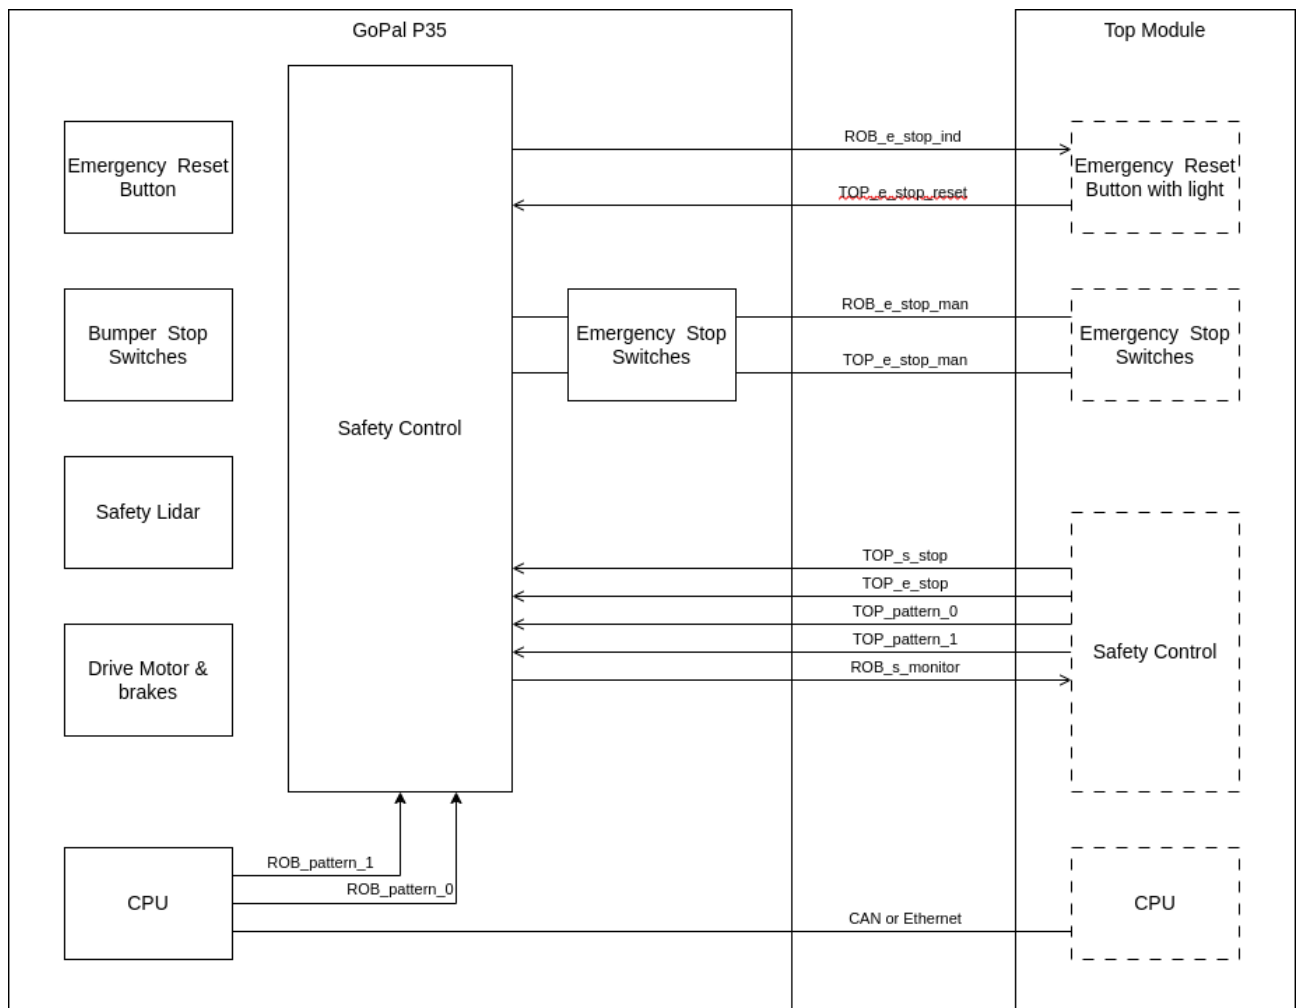 GoPal P35
Top Module
Emergency Reset
Button
ROB_e_stop_ind
TOP_e_stop_reset
Emergency Reset
Button with light
Bumper Stop
Switches
Emergency Stop
Switches
ROB_e_stop_man
TOP_e_stop_man
Emergency Stop
Switches
Safety Control
Safety Lidar
TOP_s_stop
TOP_e_stop
TOP_pattern_0
TOP_pattern_1
ROB_s_monitor
Safety Control
Drive Motor &
brakes
ROB_pattern_1
ROB_pattern_0
CPU
CAN or Ethernet
CPU